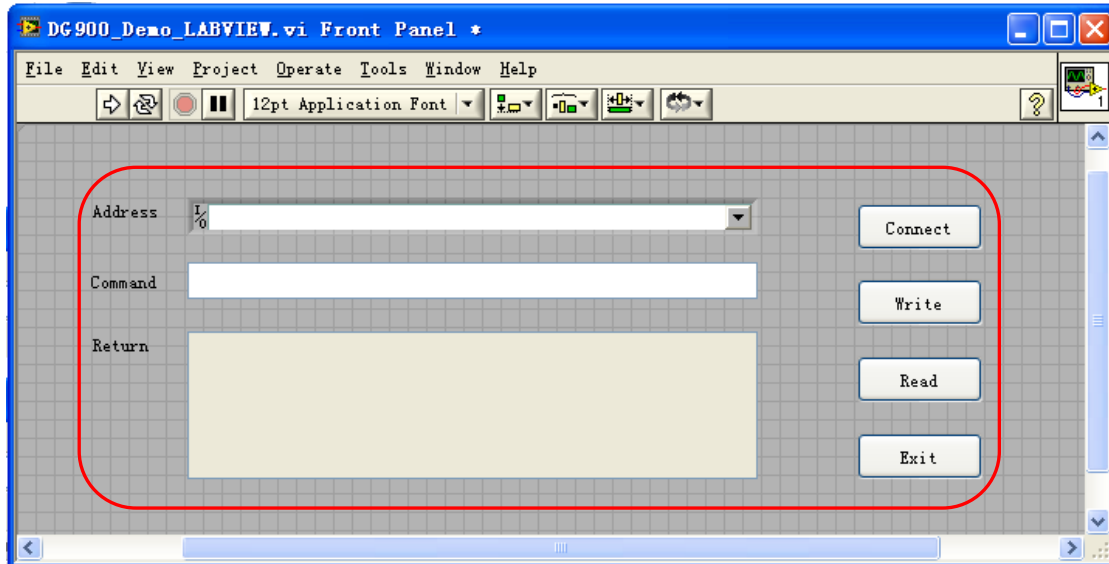 DG900_Demo_LABVIEW.vi Front Panel *
File Edit View Project Operate Tools Window Help
12pt Application Font
1
Address
I/O
Connect
Command
Write
Return
Read
Exit